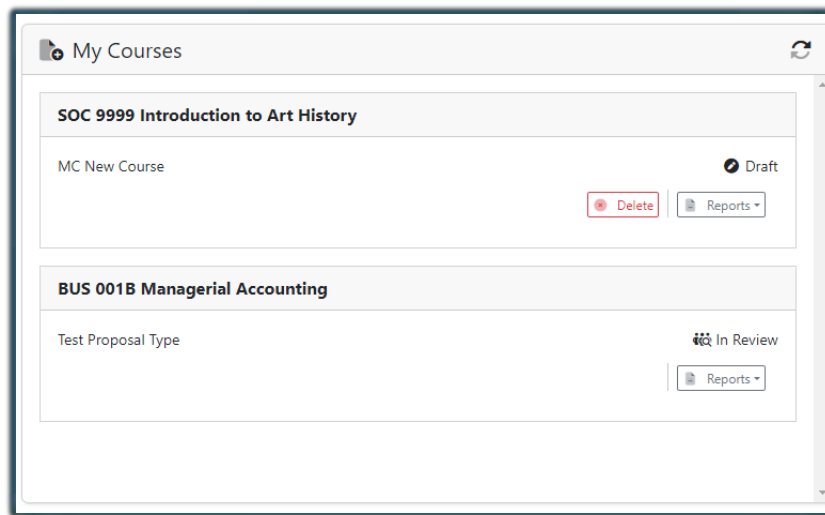 My Courses
SOC 9999 Introduction to Art History
MC New Course
Draft
Delete
Reports
BUS 001B Managerial Accounting
Test Proposal Type
In Review
Reports